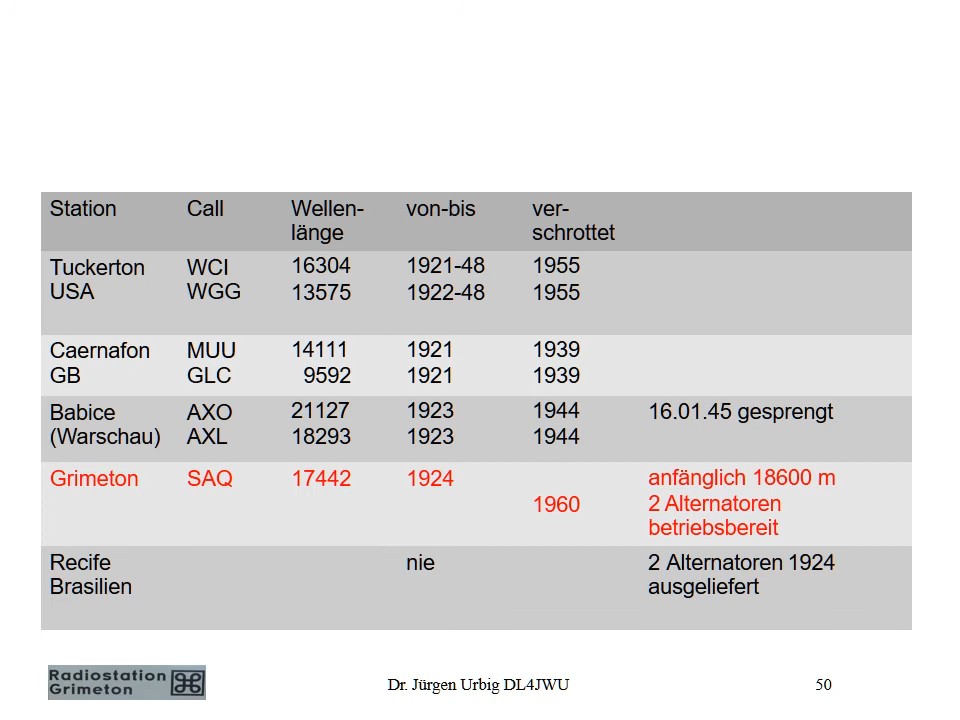 Station Call Wellen- von-bis ver-
länge schrottet
Tuckerton WCI 16304 1921-48 1955
USA WGG 13575 1922-48 1955
Caernafon MUU 14111 1921 1939
GB GLC 9592 1921 1939
Babice AXO 21127 1923 1944 16.01.45 gesprengt
(Warschau) AXL 18293 1923 1944
Grimeton SAQ 17442 1924 anfänglich 18600 m
1960 2 Alternatoren
betriebsbereit
Recife nie 2 Alternatoren 1924
Brasilien ausgeliefert
Radiostation
Grimeton
Dr. Jürgen Urbig DL4JWU 50